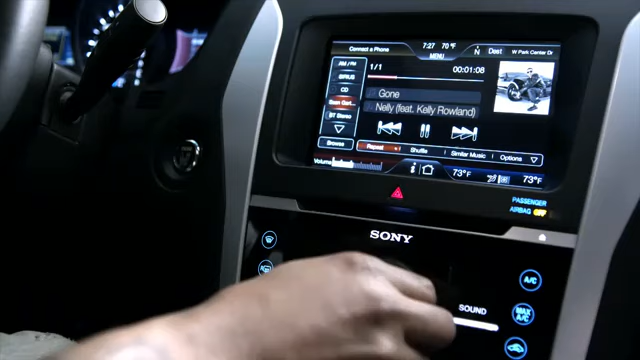 Connect a Phone 7:27 70 °F N Dest W Park Center Dr
MENU
AM / FM
SIRIUS
CD
BT Stereo
Browse
1/1 00:01:08
Gone
Nelly (feat. Kelly Rowland)
Repeat Shuffle Similar Music Options
Volume 73°F 73°F
PASSENGER
AIRBAG OFF
SONY
SOUND
A/C
MAX
A/C